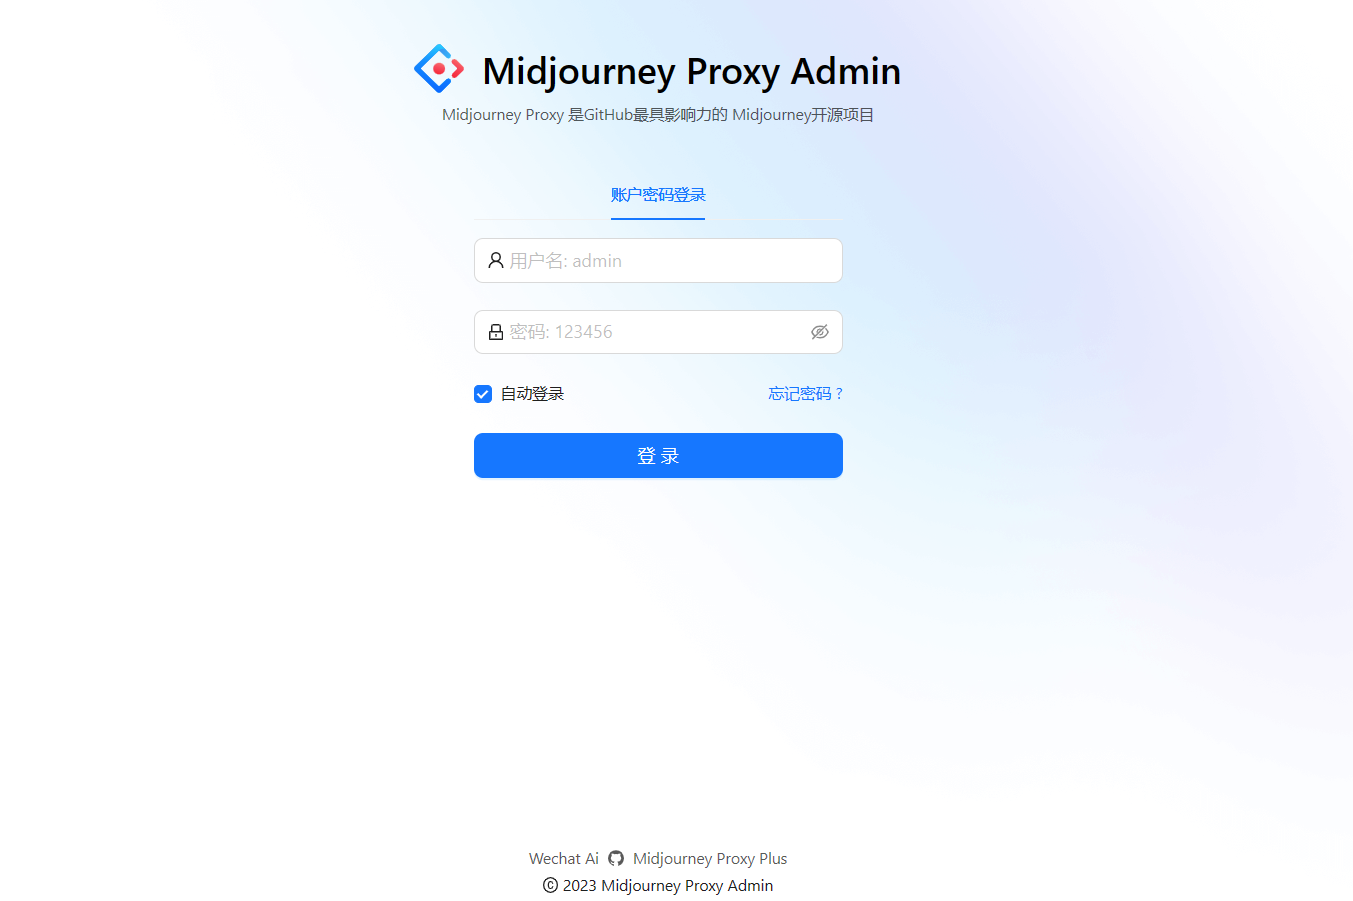 Midjourney Proxy Admin
Midjourney Proxy 是GitHub最具影响力的 Midjourney开源项目
账户密码登录
用户名: admin
密码: 123456
自动登录 忘记密码 ?
登 录
Wechat Ai Midjourney Proxy Plus
© 2023 Midjourney Proxy Admin